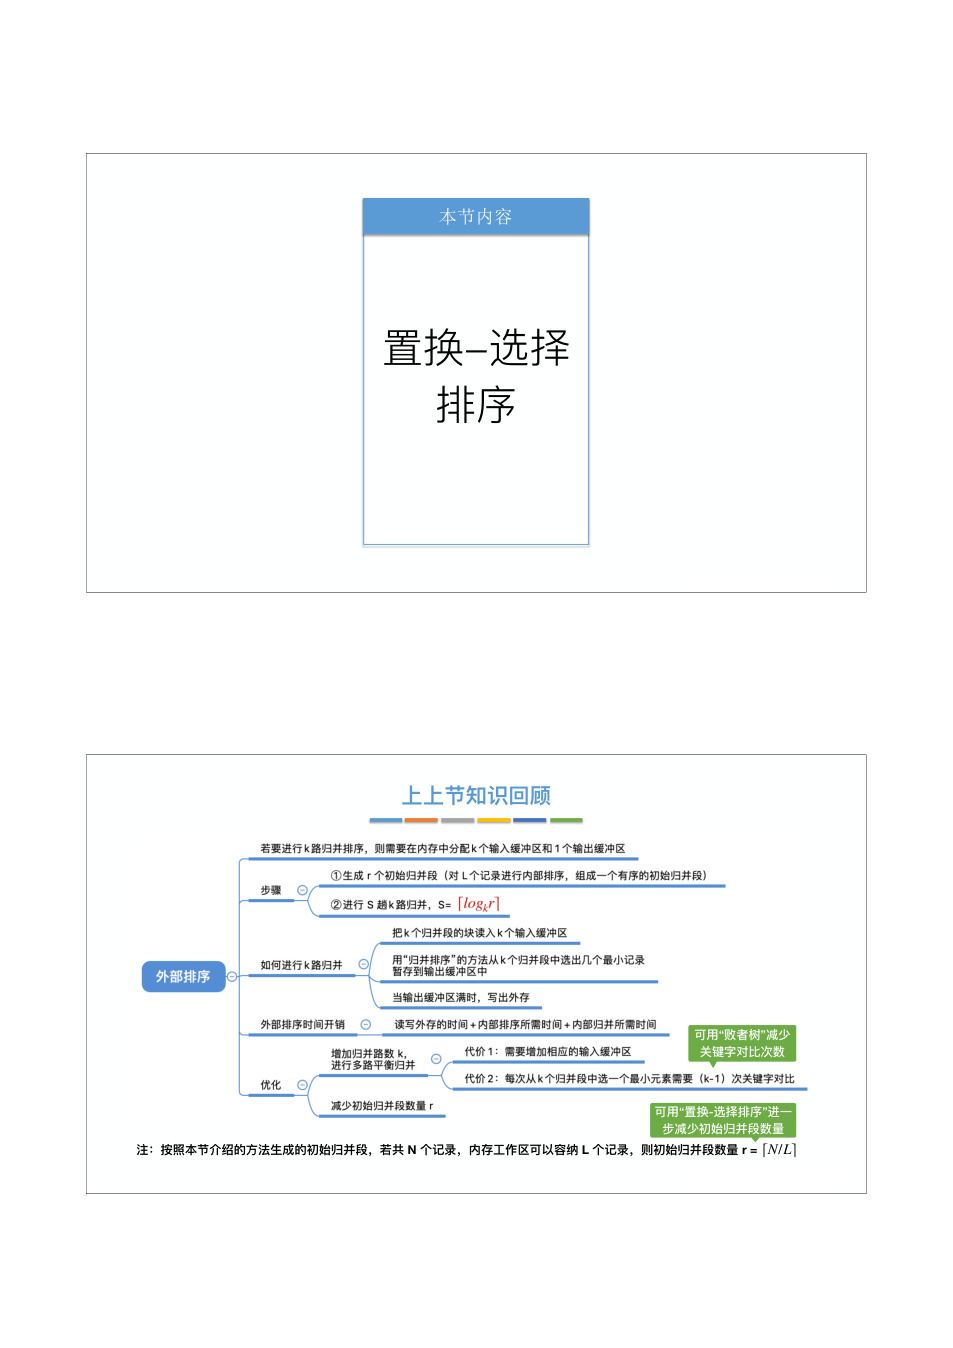 本节内容
置换–选择
排序
上上节知识回顾
若要进行k路归并排序，则需要在内存中分配k个输入缓冲区和1个输出缓冲区
步骤
①生成 r 个初始归并段（对 L个记录进行内部排序，组成一个有序的初始归并段）
②进行 S 趟k路归并，S= ⌈logₖr⌉
外部排序
如何进行k路归并
把k个归并段的块读入k个输入缓冲区
用“归并排序”的方法从k个归并段中选出几个最小记录
暂存到输出缓冲区中
当输出缓冲区满时，写出外存
外部排序时间开销
读写外存的时间+内部排序所需时间+内部归并所需时间
可用“败者树”减少
关键字对比次数
优化
增加归并路数 k，
进行多路平衡归并
代价 1：需要增加相应的输入缓冲区
代价 2：每次从k个归并段中选一个最小元素需要（k-1）次关键字对比
减少初始归并段数量 r
可用“置换-选择排序”进一
步减少初始归并段数量
注：按照本节介绍的方法生成的初始归并段，若共 N 个记录，内存工作区可以容纳 L 个记录，则初始归并段数量 r = ⌈N/L⌉